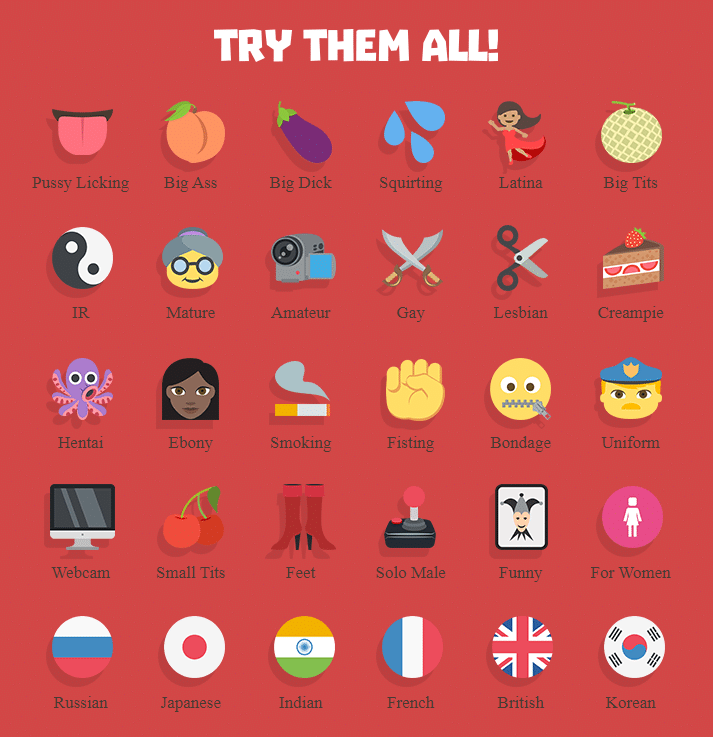 TRY THEM ALL!
Pussy Licking Big Ass Big Dick Squirting Latina Big Tits
IR Mature Amateur Gay Lesbian Creampie
Hentai Ebony Smoking Fisting Bondage Uniform
Webcam Small Tits Feet Solo Male Funny For Women
Russian Japanese Indian French British Korean